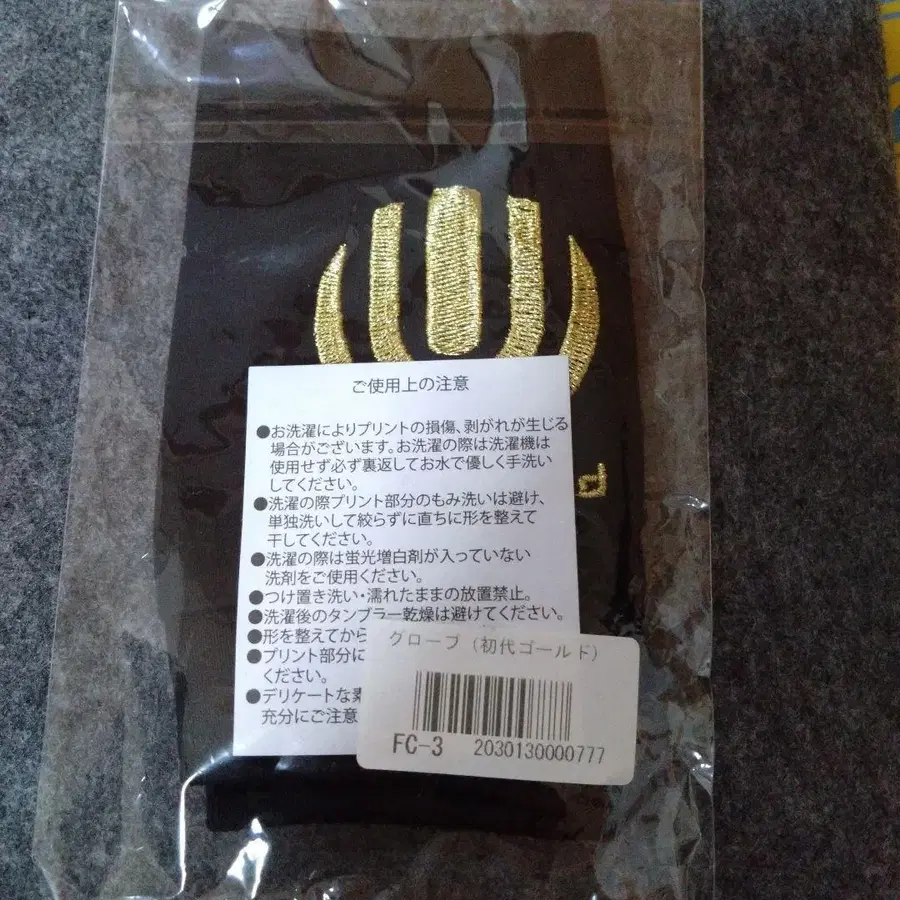 ご使用上の注意
●お洗濯によりプリントの損傷、剥がれが生じる
場合がございます。お洗濯の際は洗濯機は
使用せず必ず裏返してお水で優しく手洗い
してください。
●洗濯の際プリント部分のもみ洗いは避け、
単独洗いして絞らずに直ちに形を整えて
干してください。
●洗濯の際は蛍光増白剤が入っていない
洗剤をご使用ください。
●つけ置き洗い・濡れたままの放置禁止。
●洗濯後のタンブラー乾燥は避けてください。
●形を整えてから
●プリント部分に
ください。
●デリケートな素
充分にご注意
d
グローブ（初代ゴールド）
FC-3 2030130000777